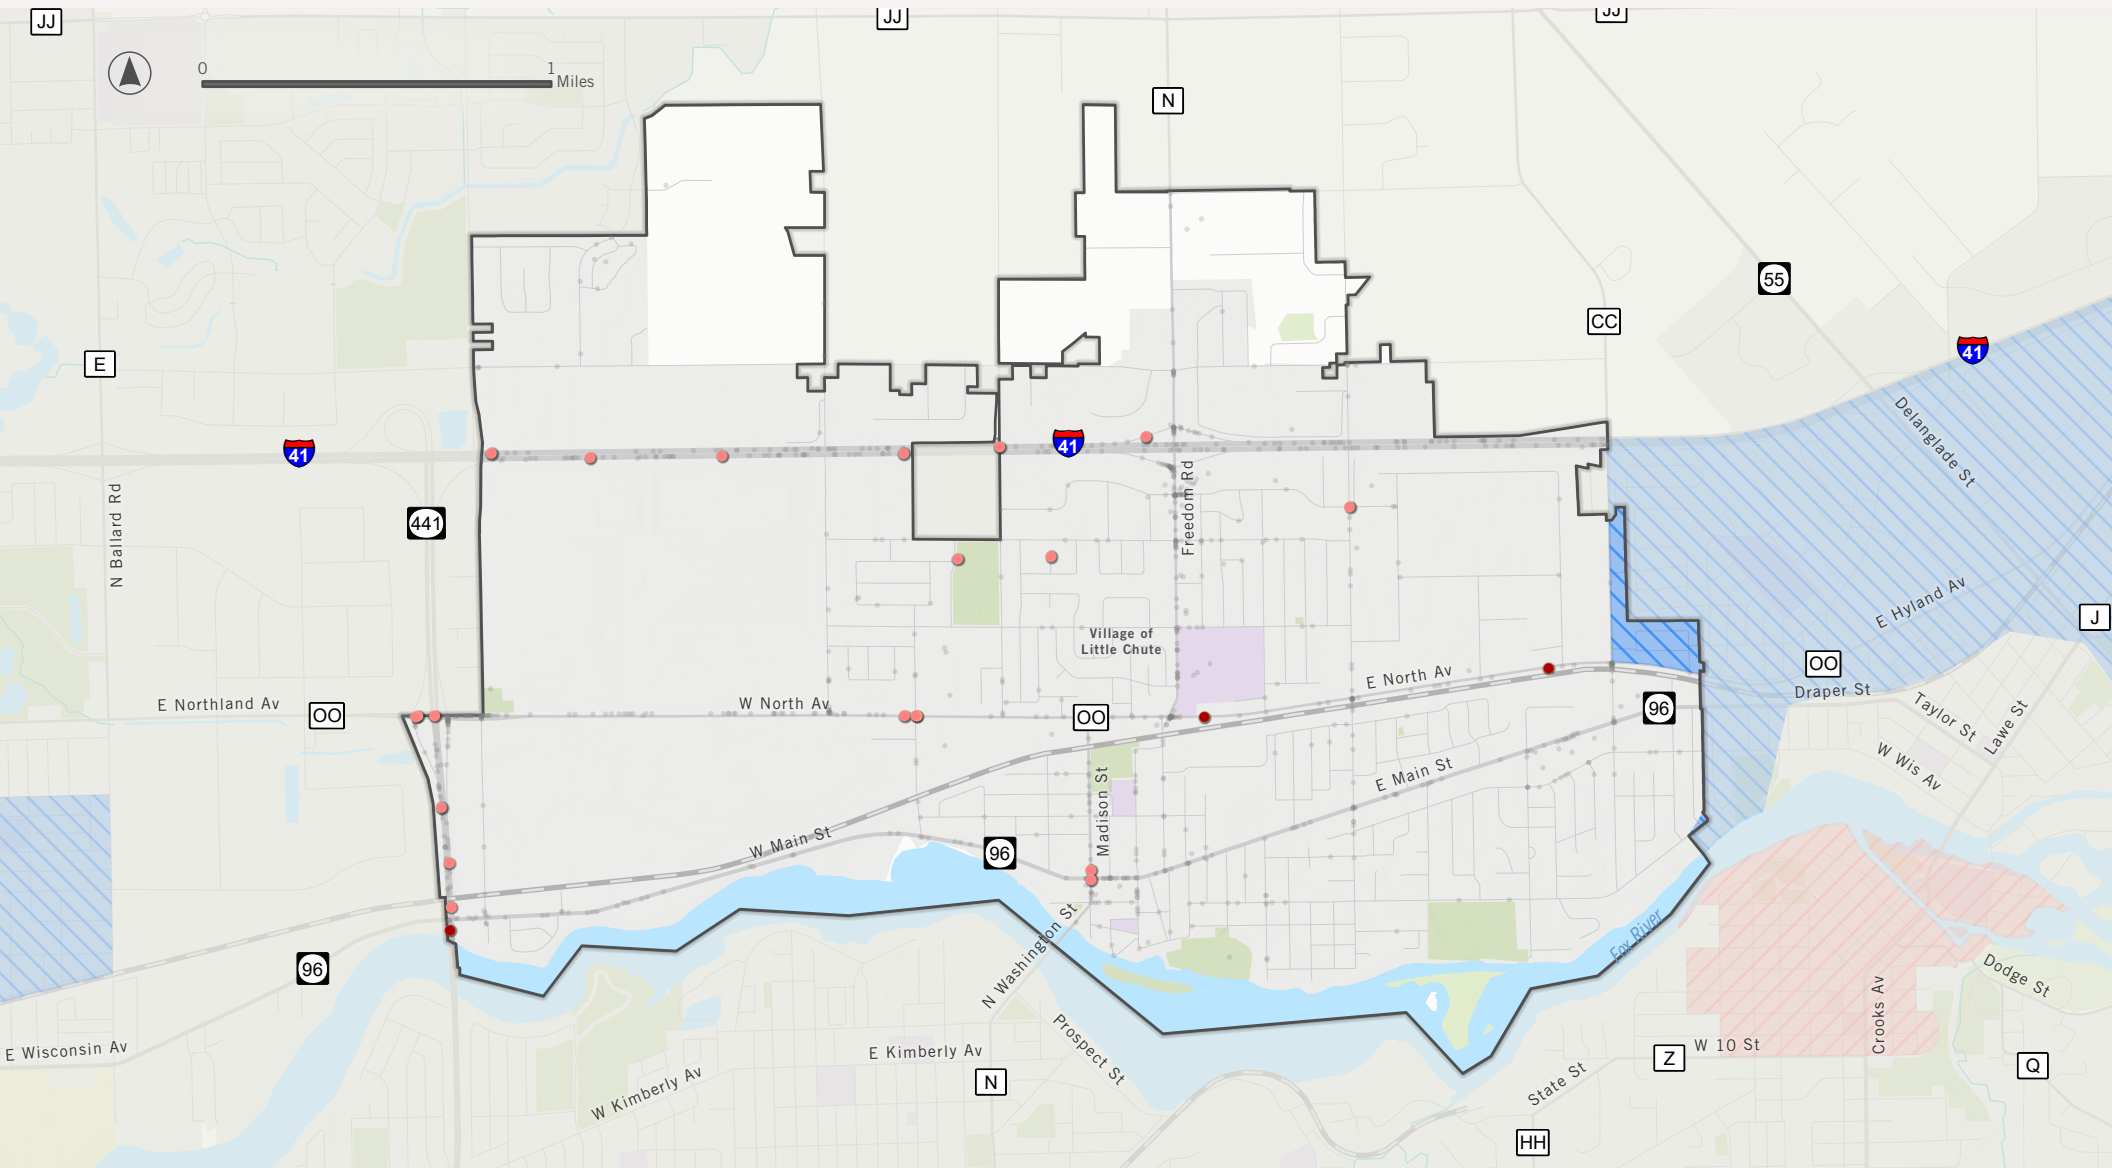 JJ
JJ
JJ
0
1
Miles
N
55
CC
41
E
41
41
Delanglade St
N Ballard Rd
441
Freedom Rd
E Hyland Av
J
Village of
Little Chute
OO
E North Av
Draper St
E Northland Av
OO
W North Av
OO
96
Taylor St
Lawe St
W Wis Av
E Main St
Madison St
W Main St
96
N Washington St
Fox River
96
Dodge St
Crooks Av
E Wisconsin Av
E Kimberly Av
Prospect St
W 10 St
Z
Q
N
W Kimberly Av
State St
HH